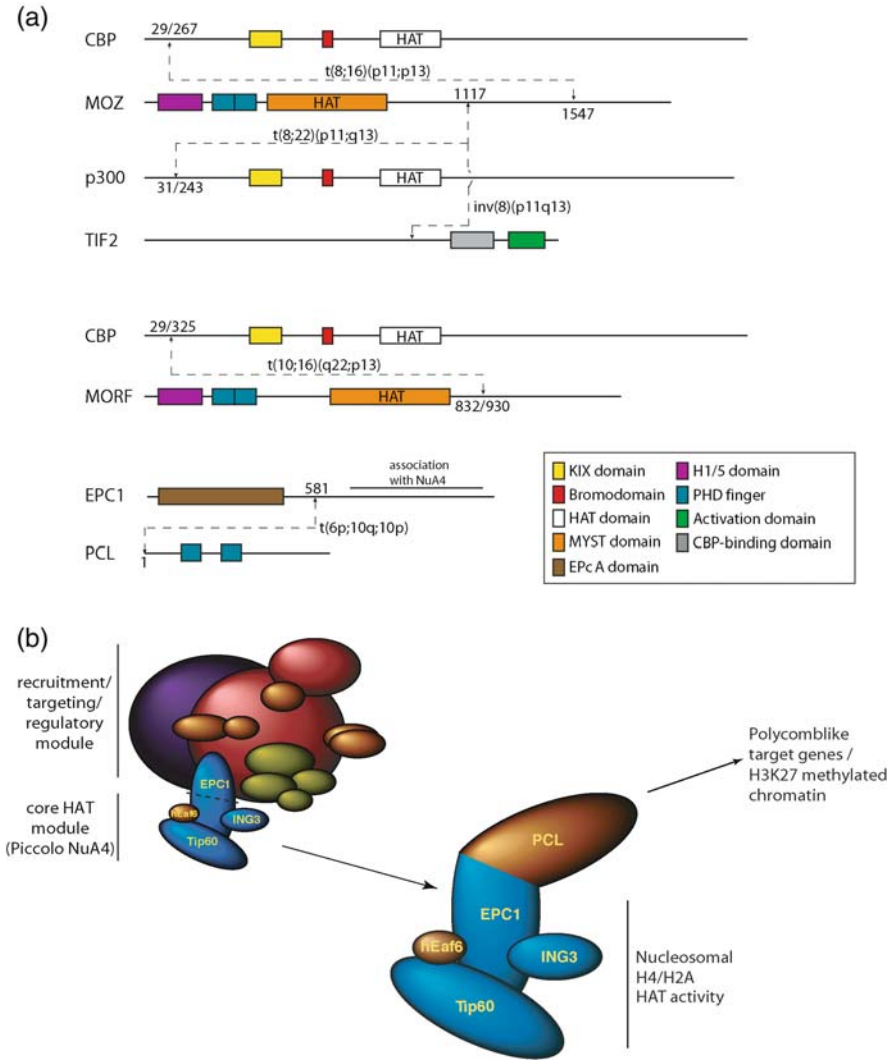 (a)
29/267
CBP
HAT
t(8;16)(p11;p13)
1117
MOZ
HAT
1547
t(8;22)(p11;q13)
p300
HAT
31/243
inv(8)(p11q13)
TIF2
CBP
29/325
HAT
t(10;16)(q22;p13)
MORF
HAT
832/930
association
with NuA4
EPC1
581
t(6p;10q;10p)
PCL
1
KIX domain
H1/5 domain
Bromodomain
PHD finger
HAT domain
Activation domain
MYST domain
CBP-binding domain
EPc A domain
(b)
recruitment/
targeting/
regulatory
module
core HAT
module
(Piccolo NuA4)
EPC1
hEaf6
ING3
Tip60
Polycomblike
target genes /
H3K27 methylated
chromatin
PCL
EPC1
hEaf6
ING3
Tip60
Nucleosomal
H4/H2A
HAT activity